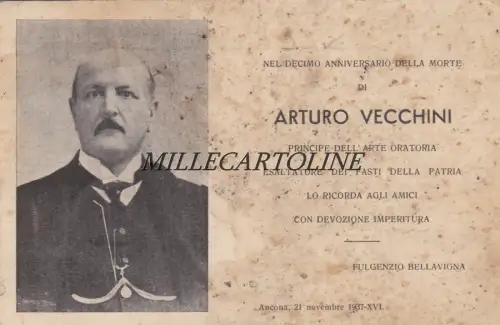 NEL DECIMO ANNIVERSARIO DELLA MORTE
DI
ARTURO VECCHINI
PRINCIPE DELL'ARTE ORATORIA
ESALTATORE DEI FASTI DELLA PATRIA
LO RICORDA AGLI AMICI
CON DEVOZIONE IMPERITURA
FULGENZIO BELLAVIGNA
Ancona, 21 novembre 1937-XVI.
MILLECARTOLINE